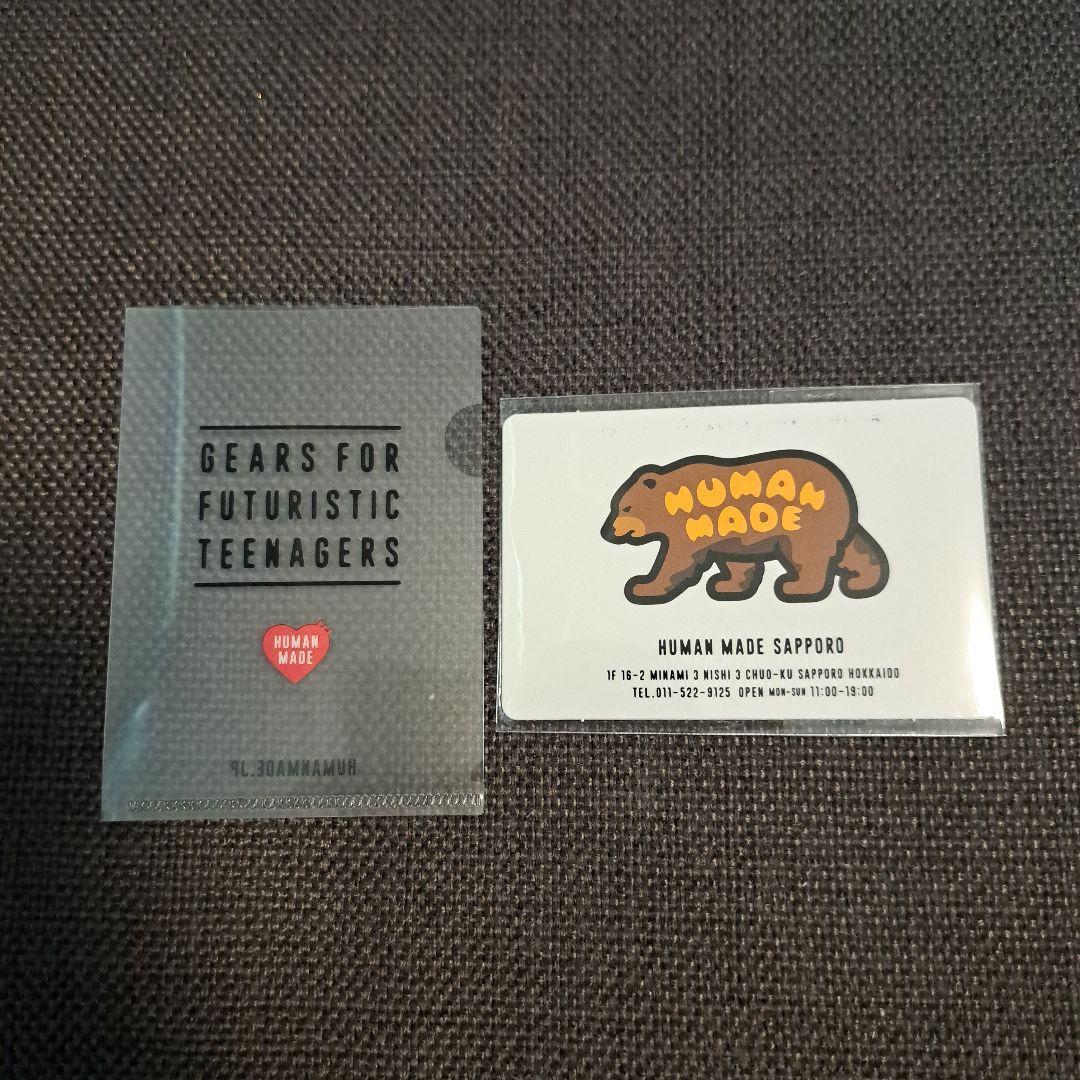 GEARS FOR
FUTURISTIC
TEENAGERS
HUMAN
MADE
HUMANMADE.JP
HUMAN
MADE
HUMAN MADE SAPPORO
1F 16-2 MINAMI 3 NISHI 3 CHUO-KU SAPPORO HOKKAIDO
TEL.011-522-9125 OPEN MON-SUN 11:00-19:00